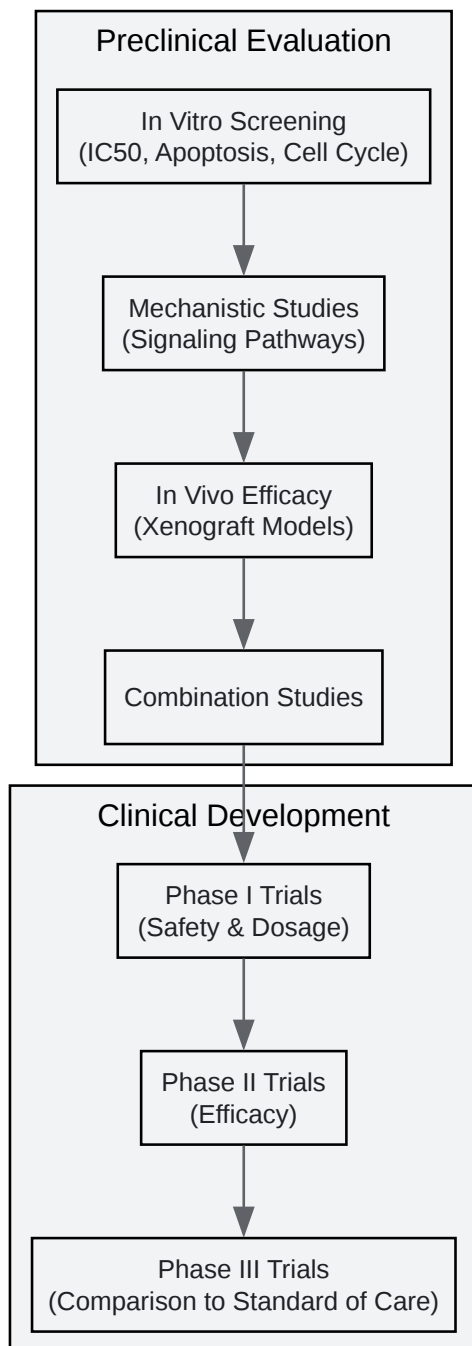 Preclinical Evaluation
In Vitro Screening
(IC50, Apoptosis, Cell Cycle)
Mechanistic Studies
(Signaling Pathways)
In Vivo Efficacy
(Xenograft Models)
Combination Studies
Clinical Development
Phase I Trials
(Safety & Dosage)
Phase II Trials
(Efficacy)
Phase III Trials
(Comparison to Standard of Care)